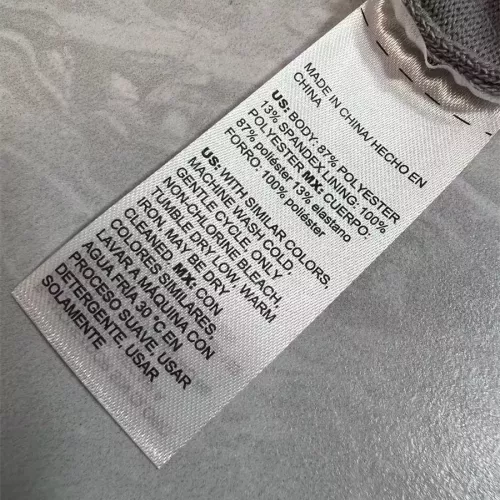 MADE IN CHINA/ HECHO EN
CHINA
US: BODY: 87% POLYESTER
13% SPANDEX LINING: 100%
POLYESTER MX: CUERPO:
87% poliéster 13% elastano
FORRO: 100% poliéster
US: WITH SIMILAR COLORS,
MACHINE WASH COLD,
GENTLE CYCLE, ONLY
NON-CHLORINE BLEACH,
TUMBLE DRY LOW, WARM
IRON, MAY BE DRY
CLEANED MX: CON
COLORES SIMILARES,
LAVAR A MÁQUINA CON
AGUA FRÍA 30 °C EN
PROCESO SUAVE, USAR
DETERGENTE, USAR
SOLAMENTE